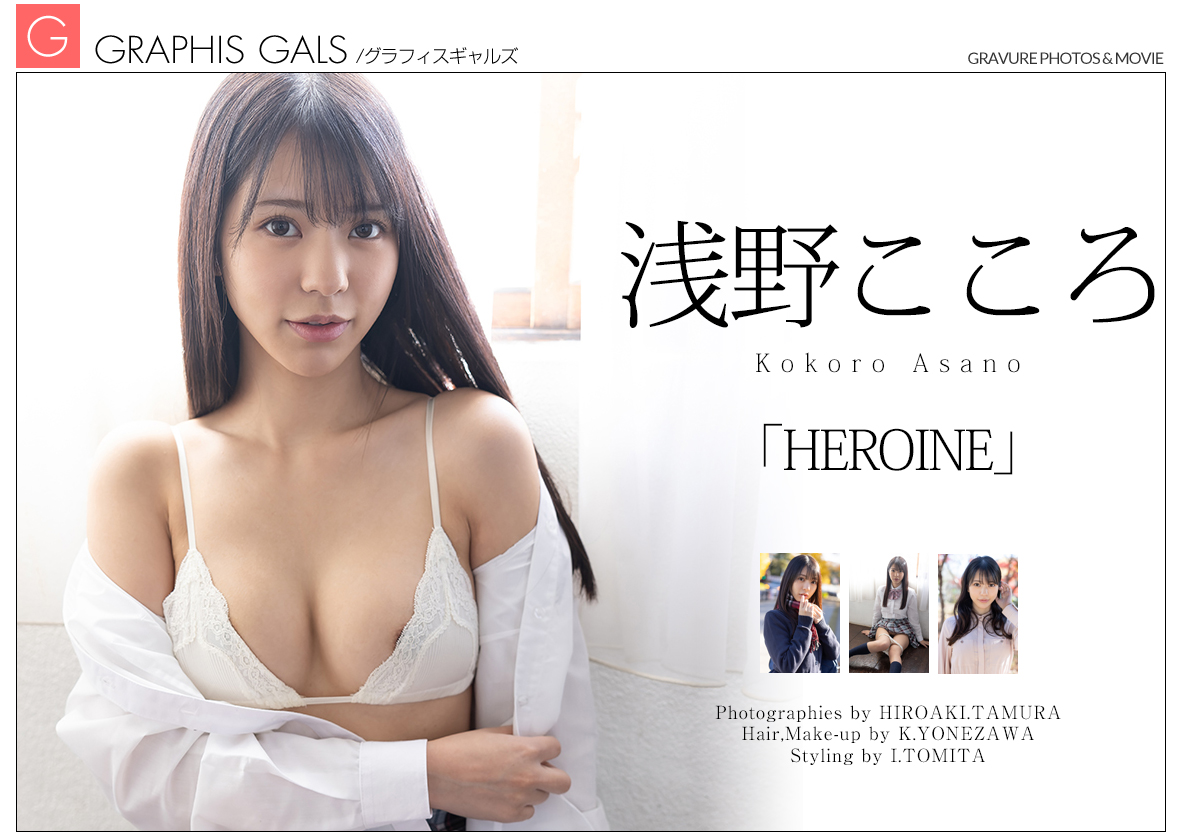 G
GRAPHIS GALS /グラフィスギャルズ
GRAVURE PHOTOS & MOVIE
浅野こころ
Kokoro Asano
「HEROINE」
Photographies by HIROAKI.TAMURA
Hair,Make-up by K.YONEZAWA
Styling by I.TOMITA